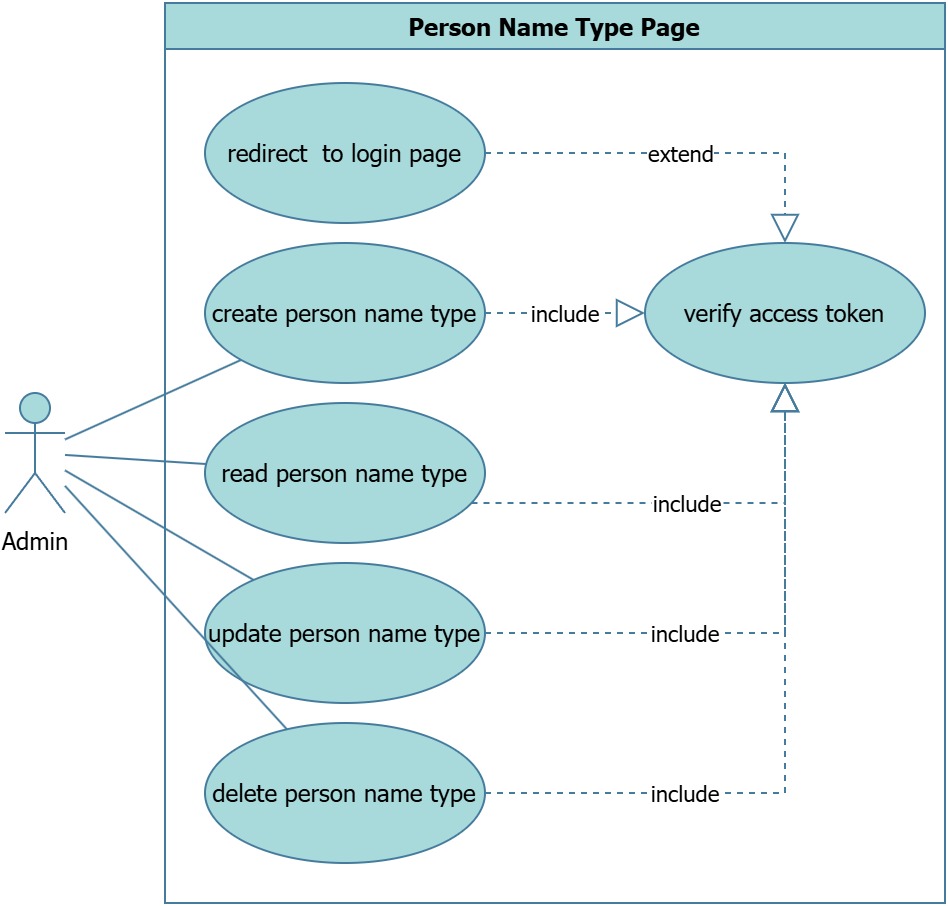 Person Name Type Page
redirect  to login page
extend
create person name type
include
verify access token
read person name type
include
Admin
update person name type
include
delete person name type
include